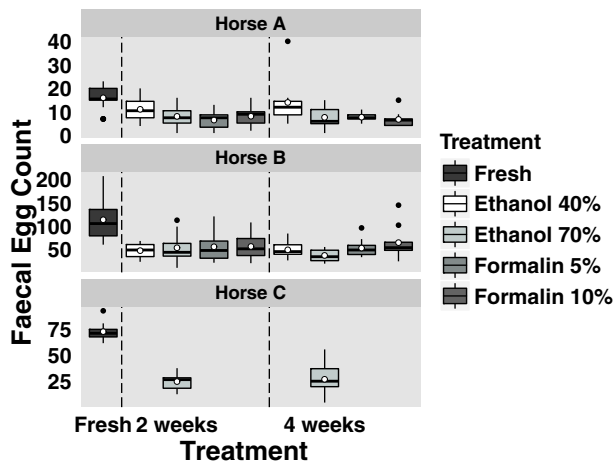 Horse A
40
30
20
10
0
Horse B
200
150
100
50
Horse C
75
50
25
Faecal Egg Count
Fresh 2 weeks 4 weeks
Treatment
Treatment
Fresh
Ethanol 40%
Ethanol 70%
Formalin 5%
Formalin 10%